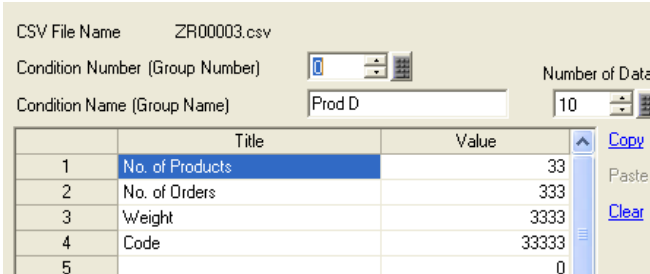 CSV File Name ZR00003.csv
Condition Number (Group Number) 0
Number of Data
Condition Name (Group Name) Prod D 10
Title Value Copy
1 No. of Products 33
Paste
2 No. of Orders 333
3 Weight 3333 Clear
4 Code 33333
5 0